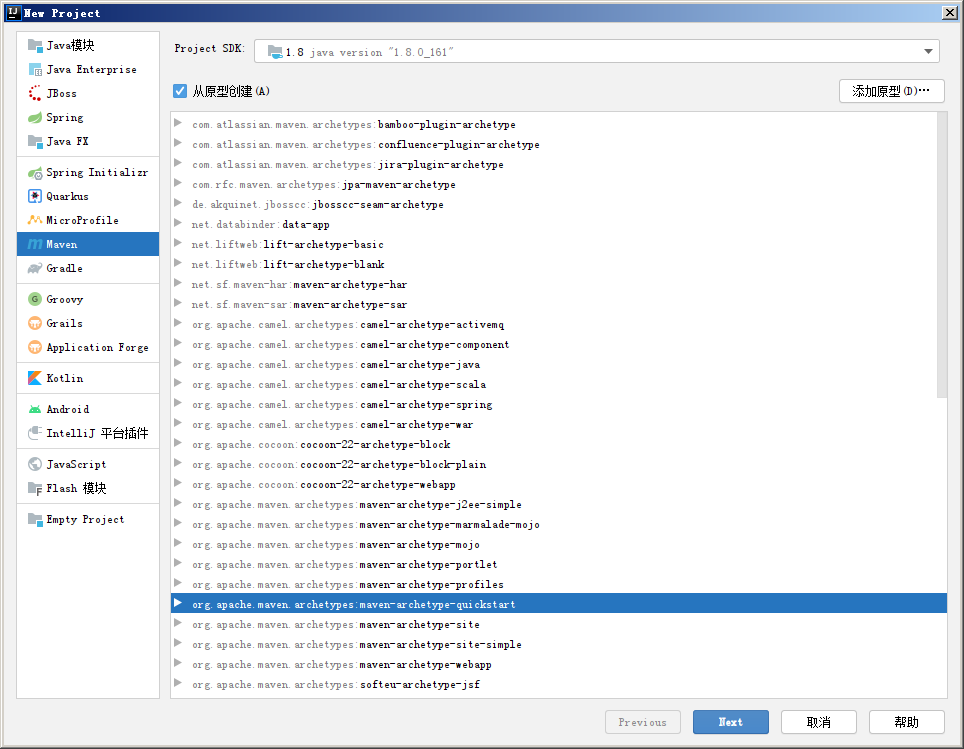 New Project
Java模块
Java Enterprise
JBoss
Spring
Java FX
Spring Initializr
Quarkus
MicroProfile
Maven
Gradle
Groovy
Grails
Application Forge
Kotlin
Android
IntelliJ 平台插件
JavaScript
Flash 模块
Empty Project
Project SDK: 1.8 java version "1.8.0_161"
从原型创建(A)
添加原型(D)...
com.atlassian.maven.archetypes:bamboo-plugin-archetype
com.atlassian.maven.archetypes:confluence-plugin-archetype
com.atlassian.maven.archetypes:jira-plugin-archetype
com.rfc.maven.archetypes:jpa-maven-archetype
de.akquinet.jbosscc:jbosscc-seam-archetype
net.databinder:data-app
net.liftweb:lift-archetype-basic
net.liftweb:lift-archetype-blank
net.sf.maven-har:maven-archetype-har
net.sf.maven-sar:maven-archetype-sar
org.apache.camel.archetypes:camel-archetype-activemq
org.apache.camel.archetypes:camel-archetype-component
org.apache.camel.archetypes:camel-archetype-java
org.apache.camel.archetypes:camel-archetype-scala
org.apache.camel.archetypes:camel-archetype-spring
org.apache.camel.archetypes:camel-archetype-war
org.apache.cocoon:cocoon-22-archetype-block
org.apache.cocoon:cocoon-22-archetype-block-plain
org.apache.cocoon:cocoon-22-archetype-webapp
org.apache.maven.archetypes:maven-archetype-j2ee-simple
org.apache.maven.archetypes:maven-archetype-marmalade-mojo
org.apache.maven.archetypes:maven-archetype-mojo
org.apache.maven.archetypes:maven-archetype-portlet
org.apache.maven.archetypes:maven-archetype-profiles
org.apache.maven.archetypes:maven-archetype-quickstart
org.apache.maven.archetypes:maven-archetype-site
org.apache.maven.archetypes:maven-archetype-site-simple
org.apache.maven.archetypes:maven-archetype-webapp
org.apache.maven.archetypes:softeu-archetype-jsf
Previous
Next
取消
帮助